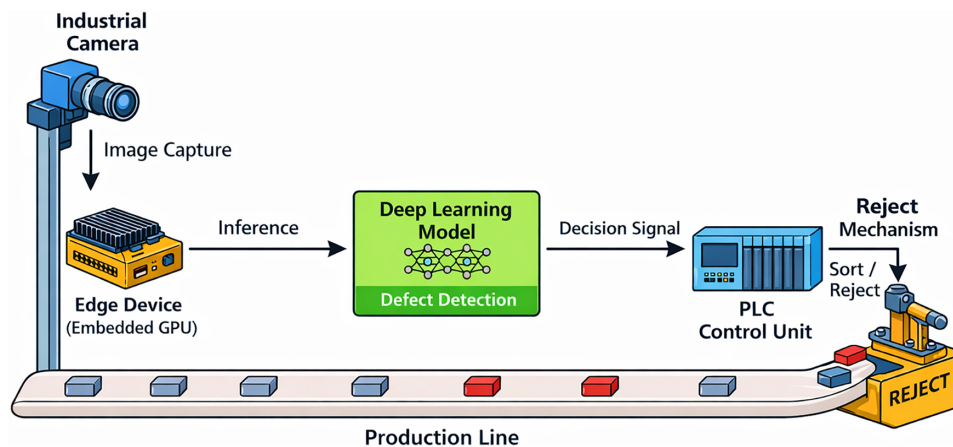 Industrial
Camera
Image Capture
Edge Device
(Embedded GPU)
Inference
Deep Learning
Model
Defect Detection
Decision Signal
PLC
Control Unit
Reject
Mechanism
Sort /
Reject
REJECT
Production Line